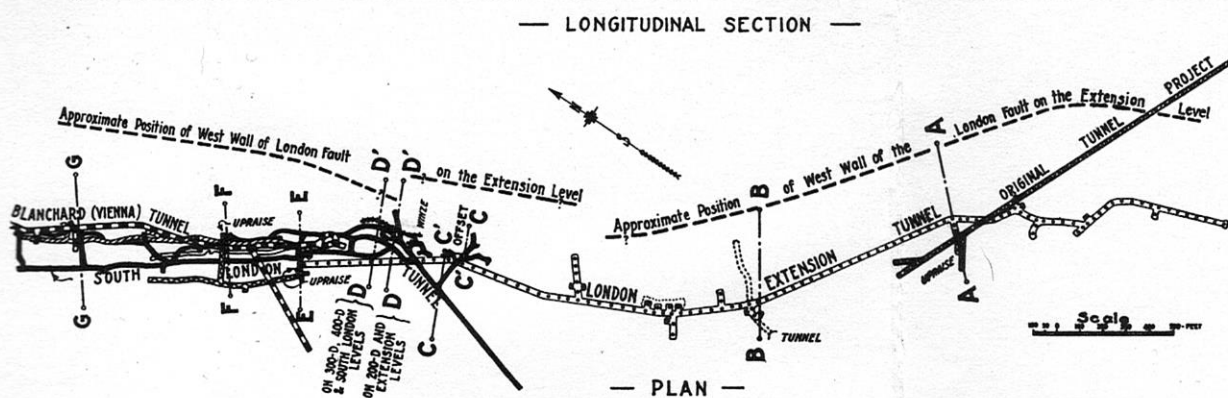 — LONGITUDINAL SECTION —
N
S
Approximate Position of West Wall of London Fault
on the Extension Level
Approximate Position
of West Wall of the
London Fault on the Extension
Level
ORIGINAL TUNNEL PROJECT
G
F
E
D'
D'
C'
C
B
A
BLANCHARD (VIENNA) TUNNEL
UPRAISE
WINZE
OFFSET
SOUTH LONDON
TUNNEL
UPRAISE
LONDON
EXTENSION
TUNNEL
UPRAISE
TUNNEL
G
F
E
D
D
C'
C
B
A
ON 300-D, 400-D
& SOUTH LONDON
LEVELS
ON 200-D AND
EXTENSION
LEVELS
Scale
— PLAN —